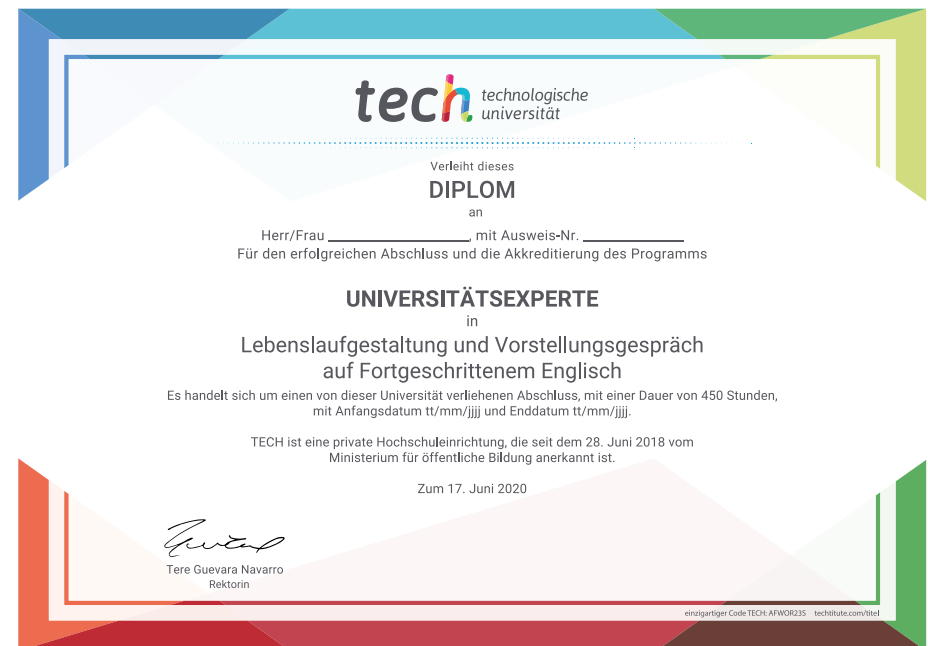 tech technologische
universität
Verleiht dieses
DIPLOM
an
Herr/Frau ____________________, mit Ausweis-Nr. ______________
Für den erfolgreichen Abschluss und die Akkreditierung des Programms
UNIVERSITÄTSEXPERTE
in
Lebenslaufgestaltung und Vorstellungsgespräch
auf Fortgeschrittenem Englisch
Es handelt sich um einen von dieser Universität verliehenen Abschluss, mit einer Dauer von 450 Stunden,
mit Anfangsdatum tt/mm/jjjj und Enddatum tt/mm/jjjj.
TECH ist eine private Hochschuleinrichtung, die seit dem 28. Juni 2018 vom
Ministerium für öffentliche Bildung anerkannt ist.
Zum 17. Juni 2020
Tere Guevara Navarro
Rektorin
einzigartiger Code TECH: AFWOR23S techtitute.com/titel